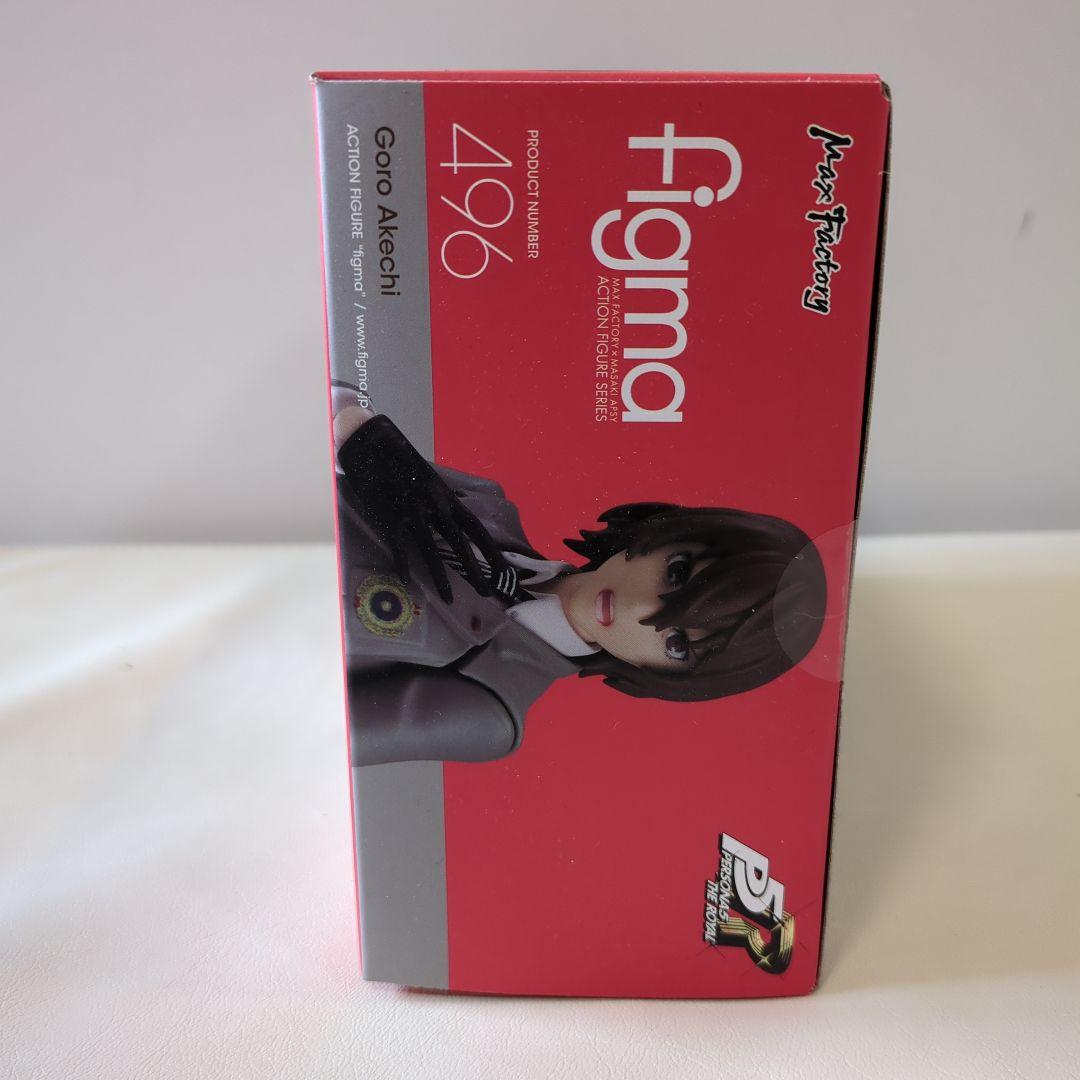 Max Factory
figma
MAX FACTORY × MASAKI APSY
ACTION FIGURE SERIES
PRODUCT NUMBER
496
Goro Akechi
ACTION FIGURE "figma" / www.figma.jp
P5R
PERSONA5
THE ROYAL